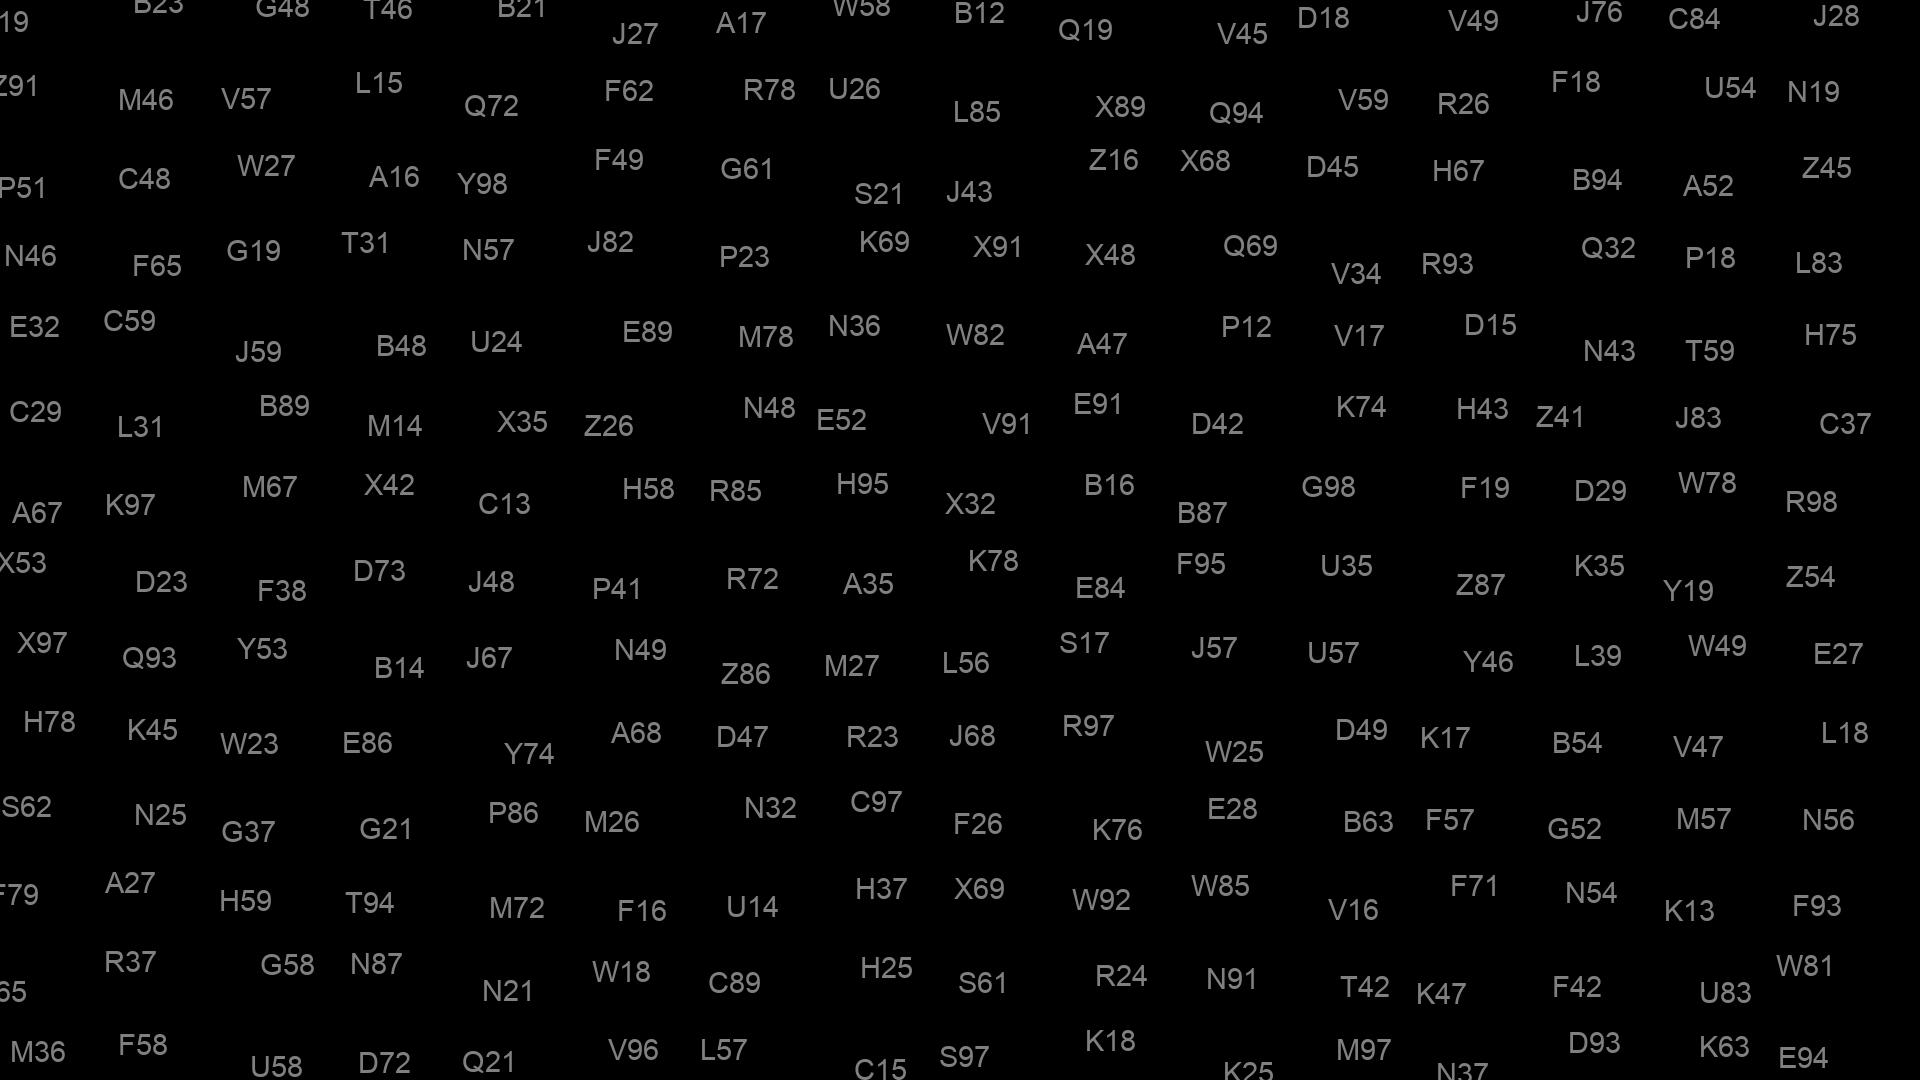 B23 G48 T46 B21 J27 A17 W58 B12 Q19 V45 D18 V49 J76 C84 J28
Z91 M46 V57 L15 Q72 F62 R78 U26 L85 X89 Q94 V59 R26 F18 U54 N19
P51 C48 W27 A16 Y98 F49 G61 S21 J43 Z16 X68 D45 H67 B94 A52 Z45
N46 F65 G19 T31 N57 J82 P23 K69 X91 X48 Q69 V34 R93 Q32 P18 L83
E32 C59 J59 B48 U24 E89 M78 N36 W82 A47 P12 V17 D15 N43 T59 H75
C29 L31 B89 M14 X35 Z26 N48 E52 V91 E91 D42 K74 H43 Z41 J83 C37
A67 K97 M67 X42 C13 H58 R85 H95 X32 B16 B87 G98 F19 D29 W78 R98
X53 D23 F38 D73 J48 P41 R72 A35 K78 E84 F95 U35 Z87 K35 Y19 Z54
X97 Q93 Y53 B14 J67 N49 Z86 M27 L56 S17 J57 U57 Y46 L39 W49 E27
H78 K45 W23 E86 Y74 A68 D47 R23 J68 R97 W25 D49 K17 B54 V47 L18
S62 N25 G37 G21 P86 M26 N32 C97 F26 K76 E28 B63 F57 G52 M57 N56
F79 A27 H59 T94 M72 F16 U14 H37 X69 W92 W85 V16 F71 N54 K13 F93
R37 G58 N87 N21 W18 C89 H25 S61 R24 N91 T42 K47 F42 U83 W81
M36 F58 U58 D72 Q21 V96 L57 C15 S97 K18 K25 M97 N37 D93 K63 E94